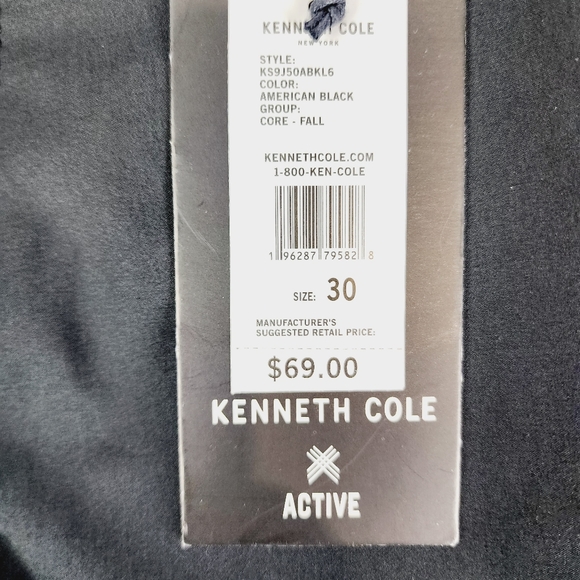 KENNETH COLE
NEW YORK
STYLE:
KS9J50ABKL6
COLOR:
AMERICAN BLACK
GROUP:
CORE - FALL
KENNETHCOLE.COM
1-800-KEN-COLE
1 96287 79582 8
SIZE: 30
MANUFACTURER'S
SUGGESTED RETAIL PRICE:
$69.00
KENNETH COLE
ACTIVE